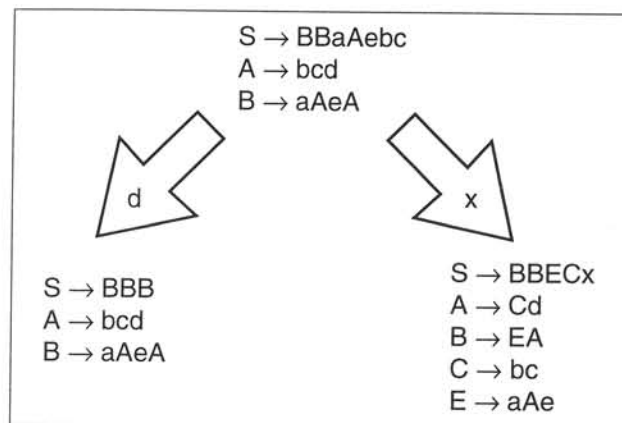 S → BBaAebc
A → bcd
B → aAeA
d
x
S → BBB
A → bcd
B → aAeA
S → BBECx
A → Cd
B → EA
C → bc
E → aAe